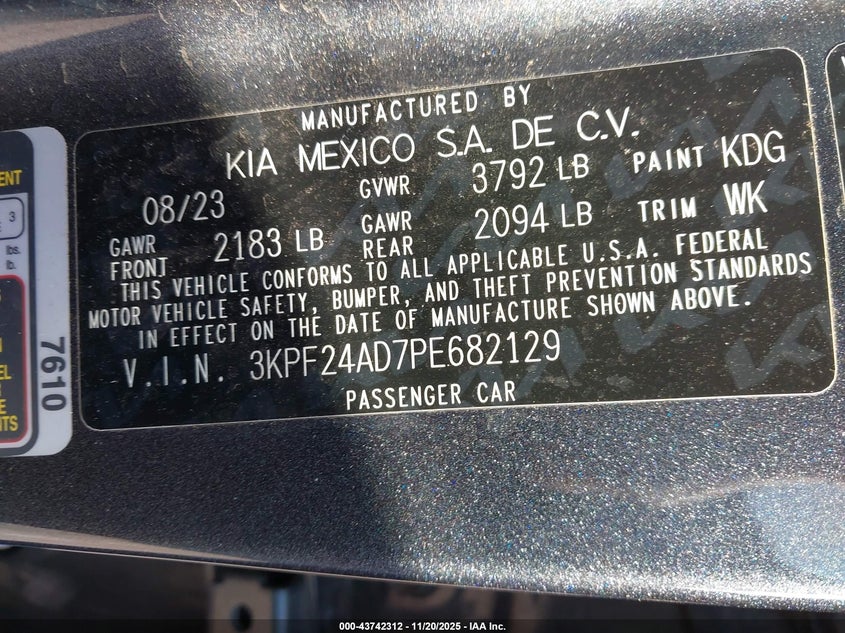 MANUFACTURED BY
KIA MEXICO S.A. DE C.V.
08/23 GVWR 3792 LB PAINT KDG
GAWR FRONT 2183 LB GAWR REAR 2094 LB TRIM WK
THIS VEHICLE CONFORMS TO ALL APPLICABLE U.S.A. FEDERAL
MOTOR VEHICLE SAFETY, BUMPER, AND THEFT PREVENTION STANDARDS
IN EFFECT ON THE DATE OF MANUFACTURE SHOWN ABOVE.
V.I.N. 3KPF24AD7PE682129
PASSENGER CAR
7610
3
lbs.
lb.
000-43742312 - 11/20/2025 - IAA Inc.